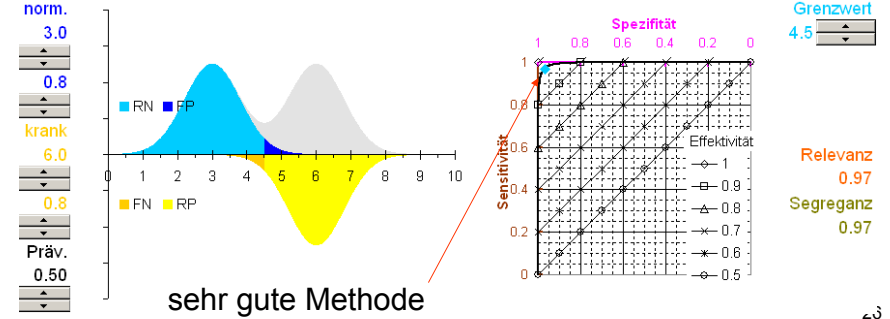 norm.
3.0
0.8
krank
6.0
0.8
Präv.
0.50
RN FP
0 1 2 3 4 5 6 7 8 9 10
FN RP
sehr gute Methode
Spezifität
1 0.8 0.6 0.4 0.2 0
Sensitivität
1
0.8
0.6
0.4
0.2
0
Effektivität
1
0.9
0.8
0.7
0.6
0.5
Grenzwert
4.5
Relevanz
0.97
Segreganz
0.97